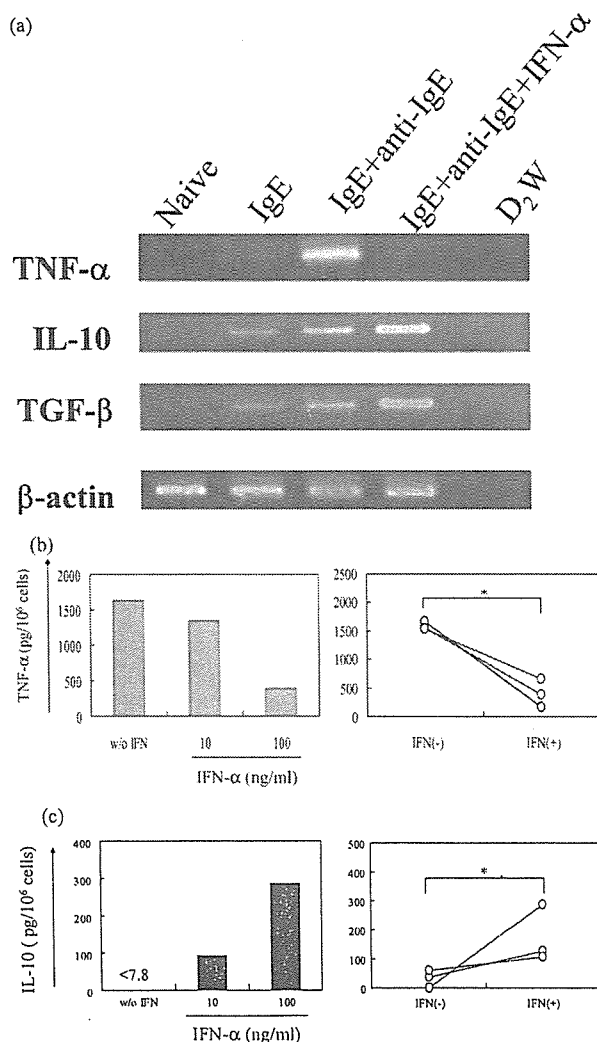 (a)
Naive IgE IgE+anti-IgE IgE+anti-IgE+IFN-α D₂W
TNF-α
IL-10
TGF-β
β-actin
(b)
TNF-α (pg/10⁶ cells)
2000
1500
1000
500
0
w/o IFN 10 100
IFN-α (ng/ml)
2500
2000
1500
1000
500
0
*
IFN(-) IFN(+)
(c)
IL-10 ( pg/10⁶ cells)
400
300
200
100
0
<7.8
w/o IFN 10 100
IFN-α (ng/ml)
500
400
300
200
100
0
*
IFN(-) IFN(+)